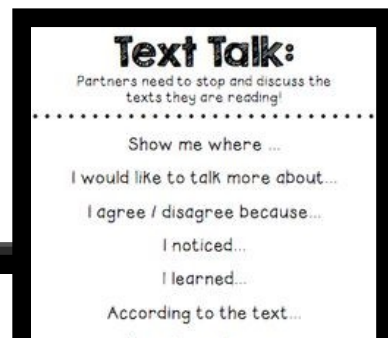 Text Talk:
Partners need to stop and discuss the
texts they are reading!
Show me where ...
I would like to talk more about...
I agree / disagree because...
I noticed...
I learned...
According to the text...